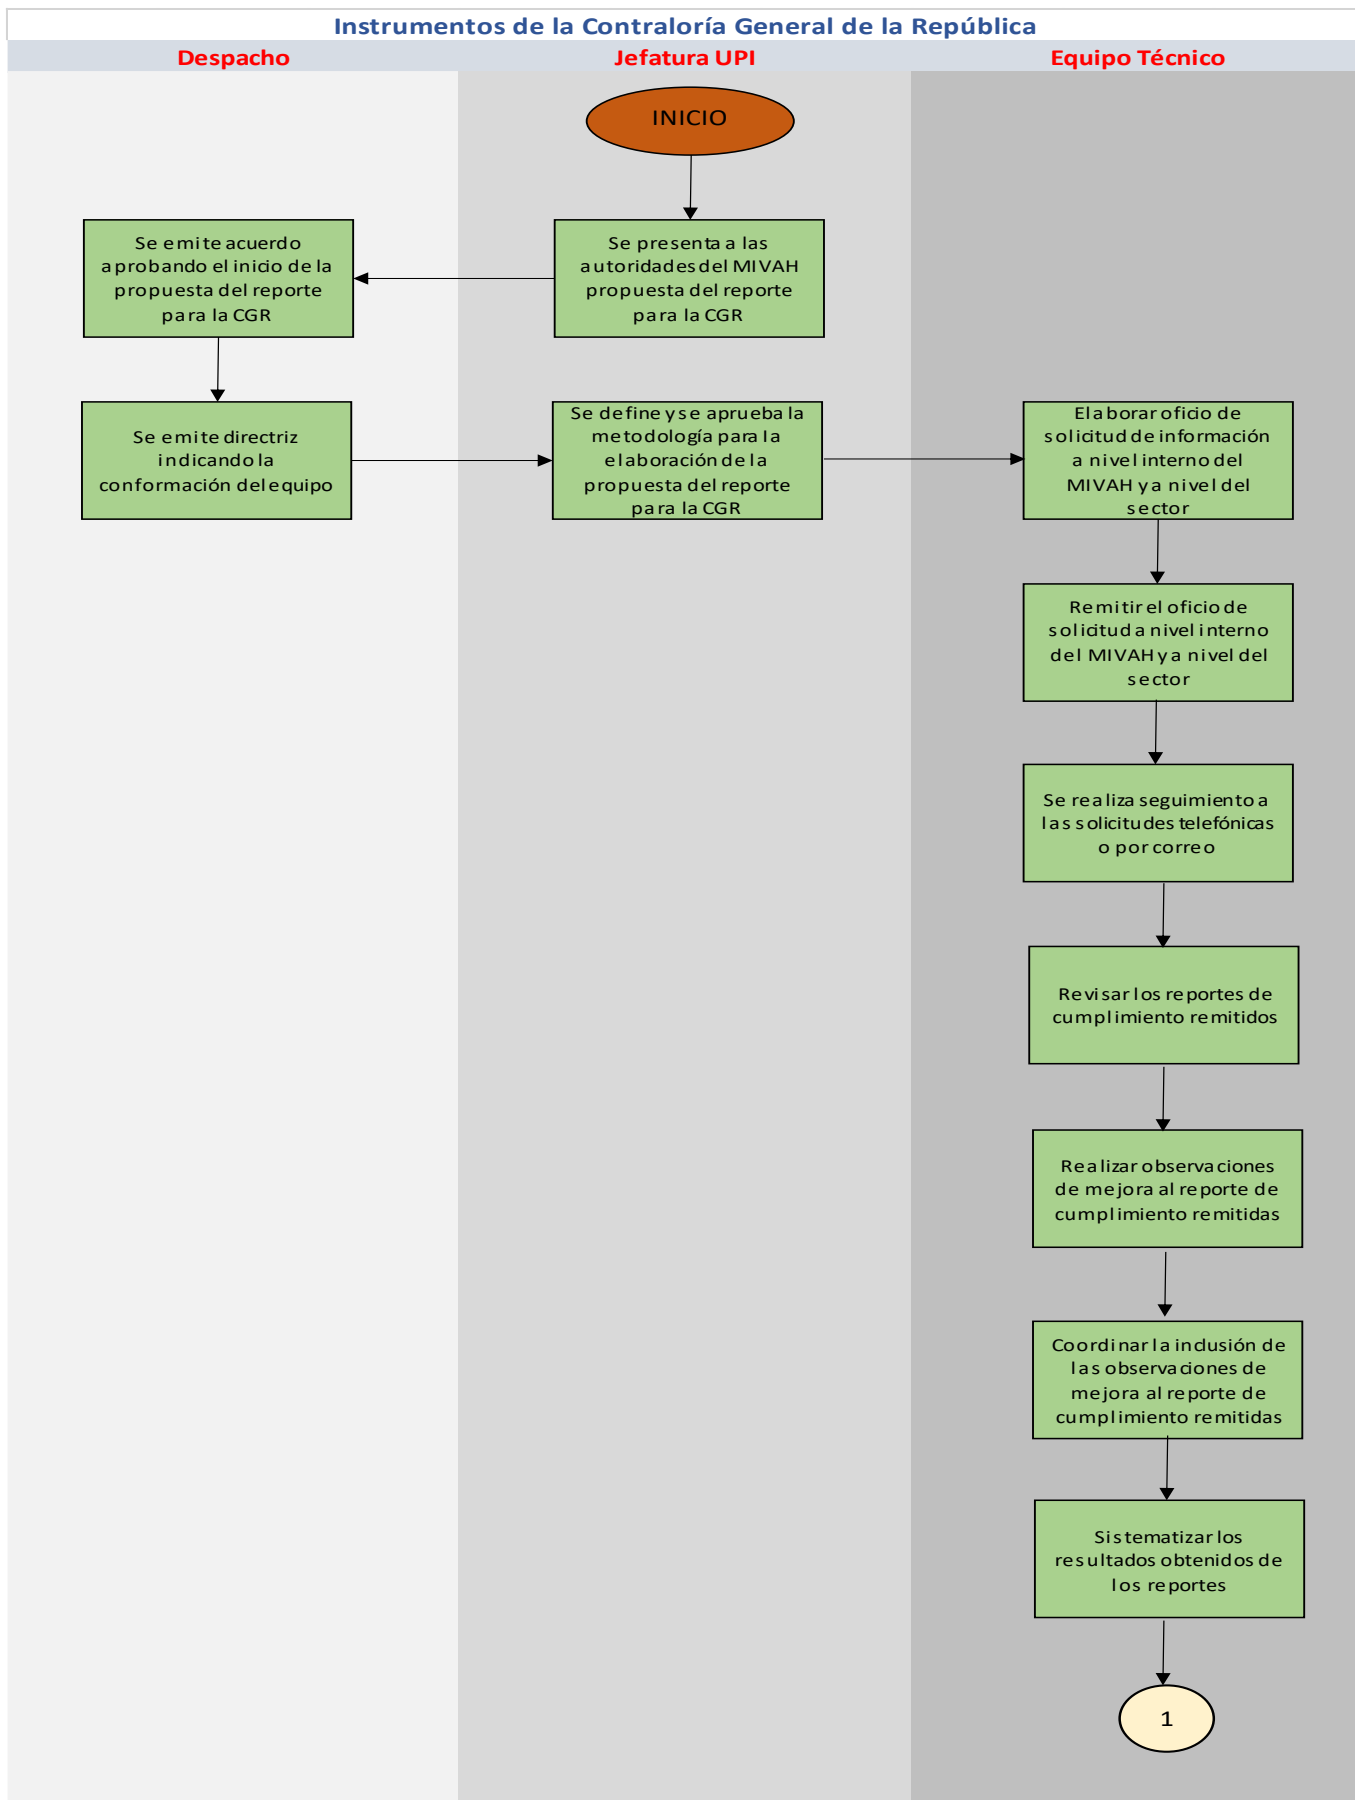 Instrumentos de la Contraloría General de la República
Despacho
Jefatura UPI
Equipo Técnico
INICIO
Se presenta a las
autoridades del MIVAH
propuesta del reporte
para la CGR
Se emite acuerdo
aprobando el inicio de la
propuesta del reporte
para la CGR
Se emite directriz
indicando la
conformación del equipo
Se define y se aprueba la
metodología para la
elaboración de la
propuesta del reporte
para la CGR
Elaborar oficio de
solicitud de información
a nivel interno del
MIVAH y a nivel del
sector
Remitir el oficio de
solicitud a nivel interno
del MIVAH y a nivel del
sector
Se realiza seguimiento a
las solicitudes telefónicas
o por correo
Revisar los reportes de
cumplimiento remitidos
Realizar observaciones
de mejora al reporte de
cumplimiento remitidas
Coordinar la inclusión de
las observaciones de
mejora al reporte de
cumplimiento remitidas
Sistematizar los
resultados obtenidos de
los reportes
1